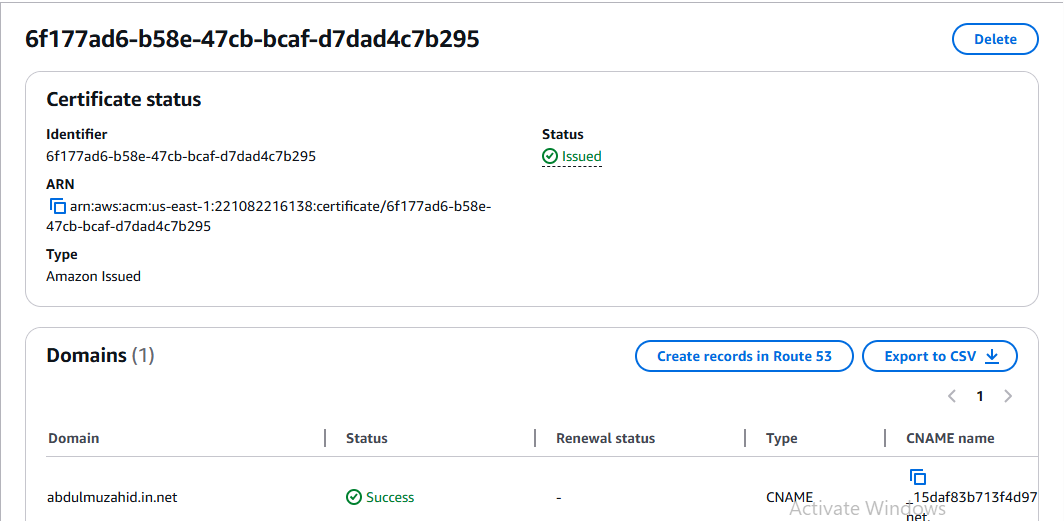 6f177ad6-b58e-47cb-bcaf-d7dad4c7b295
Delete
Certificate status
Identifier
6f177ad6-b58e-47cb-bcaf-d7dad4c7b295
Status
Issued
ARN
arn:aws:acm:us-east-1:221082216138:certificate/6f177ad6-b58e-
47cb-bcaf-d7dad4c7b295
Type
Amazon Issued
Domains (1)
Create records in Route 53
Export to CSV
1
Domain
Status
Renewal status
Type
CNAME name
abdulmuzahid.in.net
Success
-
CNAME
_15daf83b713f4d97
net.
Activate Windows